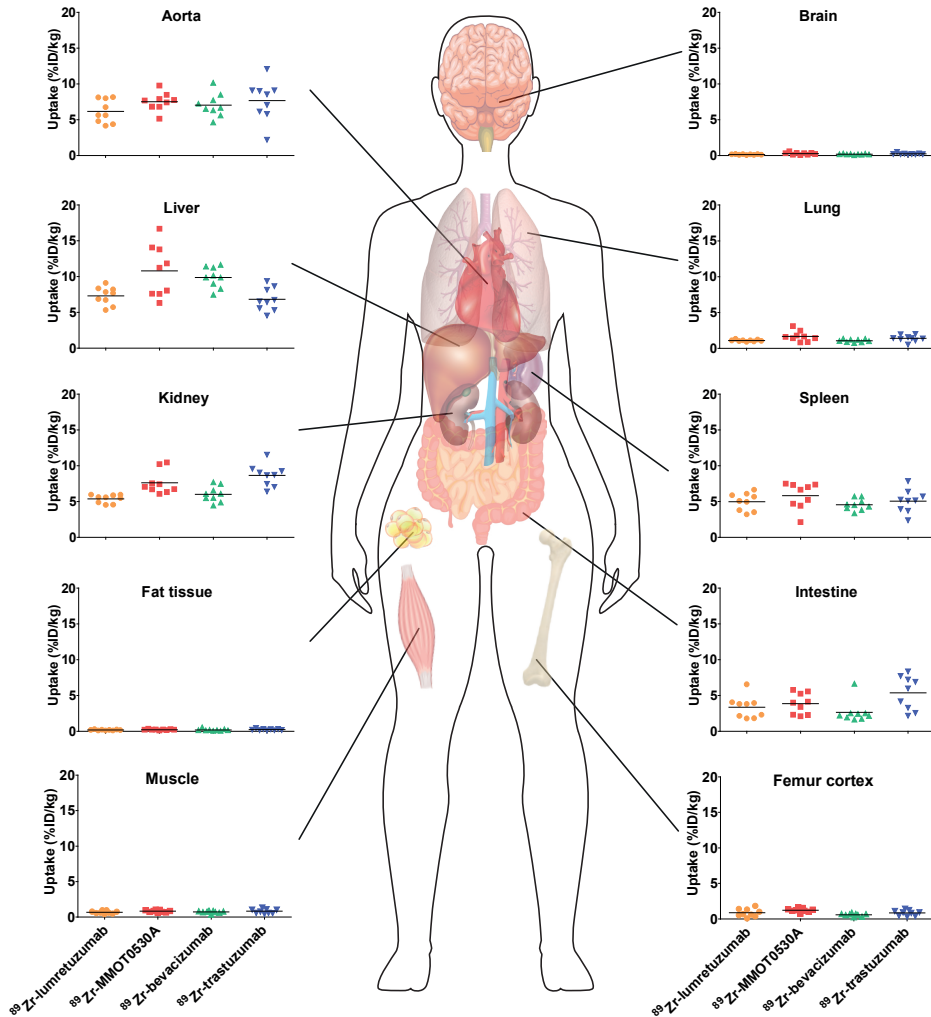 Aorta
Uptake (%ID/kg)
20
15
10
5
0
Liver
Uptake (%ID/kg)
20
15
10
5
0
Kidney
Uptake (%ID/kg)
20
15
10
5
0
Fat tissue
Uptake (%ID/kg)
20
15
10
5
0
Muscle
Uptake (%ID/kg)
20
15
10
5
0
⁸⁹Zr-lumretuzumab
⁸⁹Zr-MMOT0530A
⁸⁹Zr-bevacizumab
⁸⁹Zr-trastuzumab
Brain
Uptake (%ID/kg)
20
15
10
5
0
Lung
Uptake (%ID/kg)
20
15
10
5
0
Spleen
Uptake (%ID/kg)
20
15
10
5
0
Intestine
Uptake (%ID/kg)
20
15
10
5
0
Femur cortex
Uptake (%ID/kg)
20
15
10
5
0
⁸⁹Zr-lumretuzumab
⁸⁹Zr-MMOT0530A
⁸⁹Zr-bevacizumab
⁸⁹Zr-trastuzumab